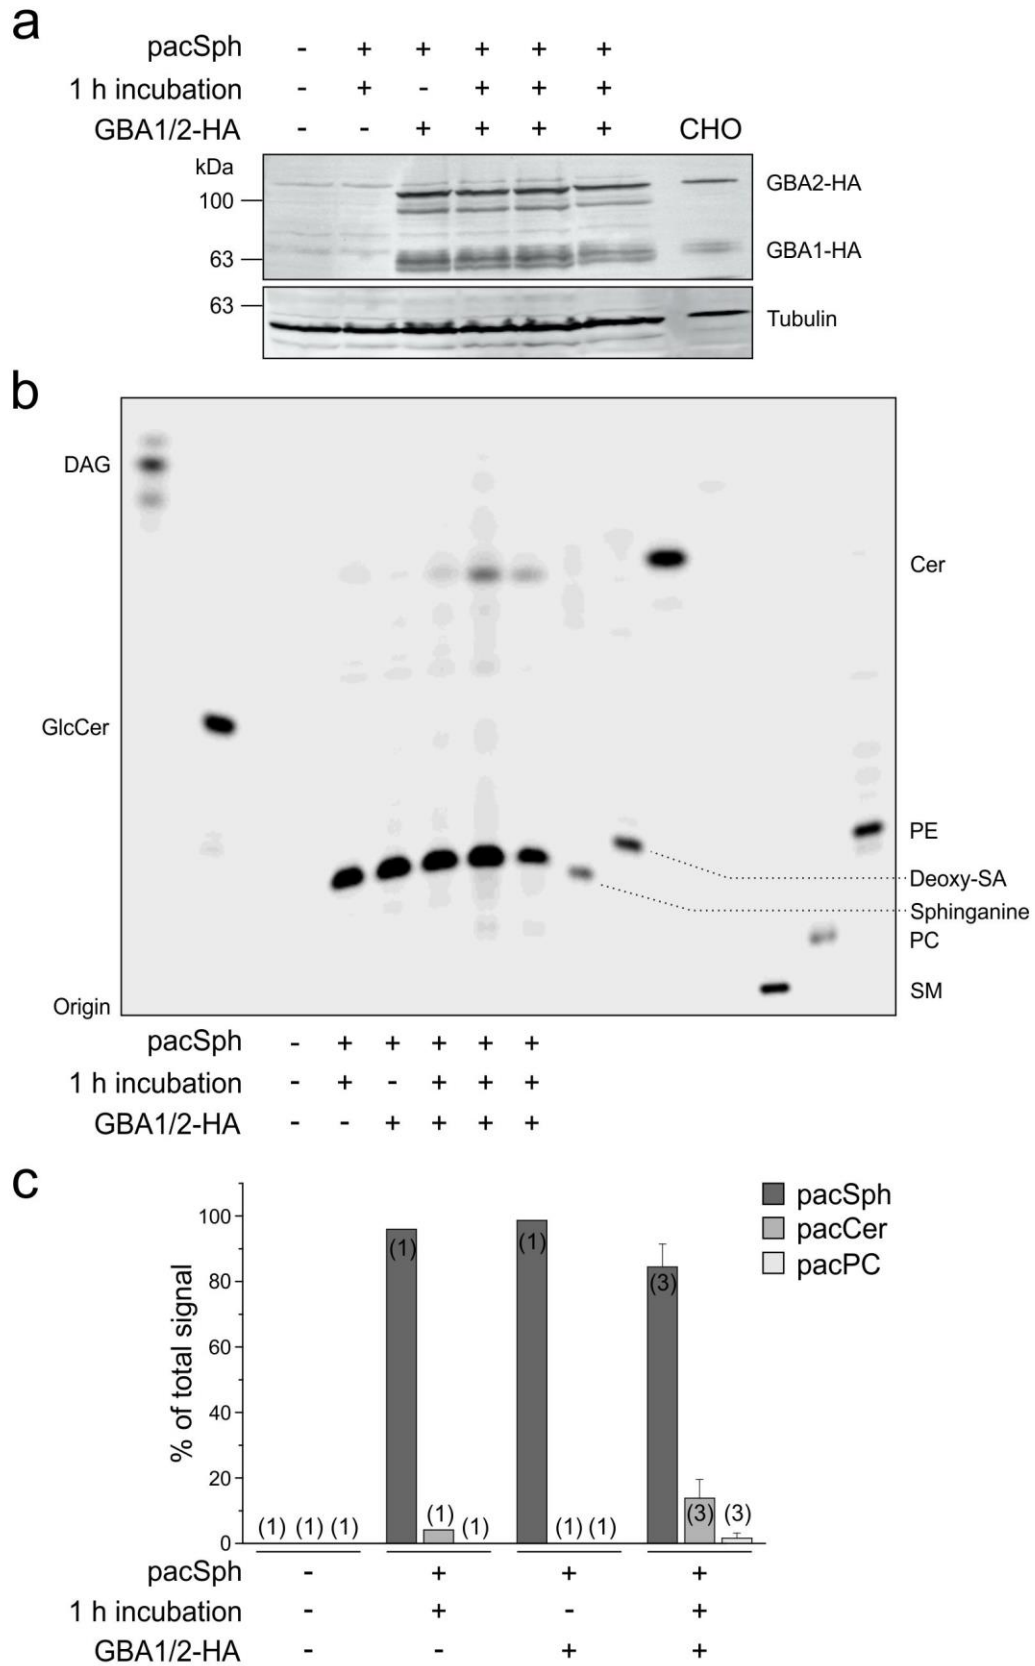 a
pacSph - + + + + +
1 h incubation - + - + + +
GBA1/2-HA - - + + + + CHO
kDa
100
63
GBA2-HA
GBA1-HA
63
Tubulin
b
DAG
GlcCer
Origin
Cer
PE
Deoxy-SA
Sphinganine
PC
SM
pacSph - + + + + +
1 h incubation - + - + + +
GBA1/2-HA - - + + + +
c
% of total signal
100
80
60
40
20
0
(1) (1) (1)
(1) (1) (1)
(1) (1) (1)
(3) (3) (3)
pacSph
pacCer
pacPC
pacSph - + + +
1 h incubation - + - +
GBA1/2-HA - - + +